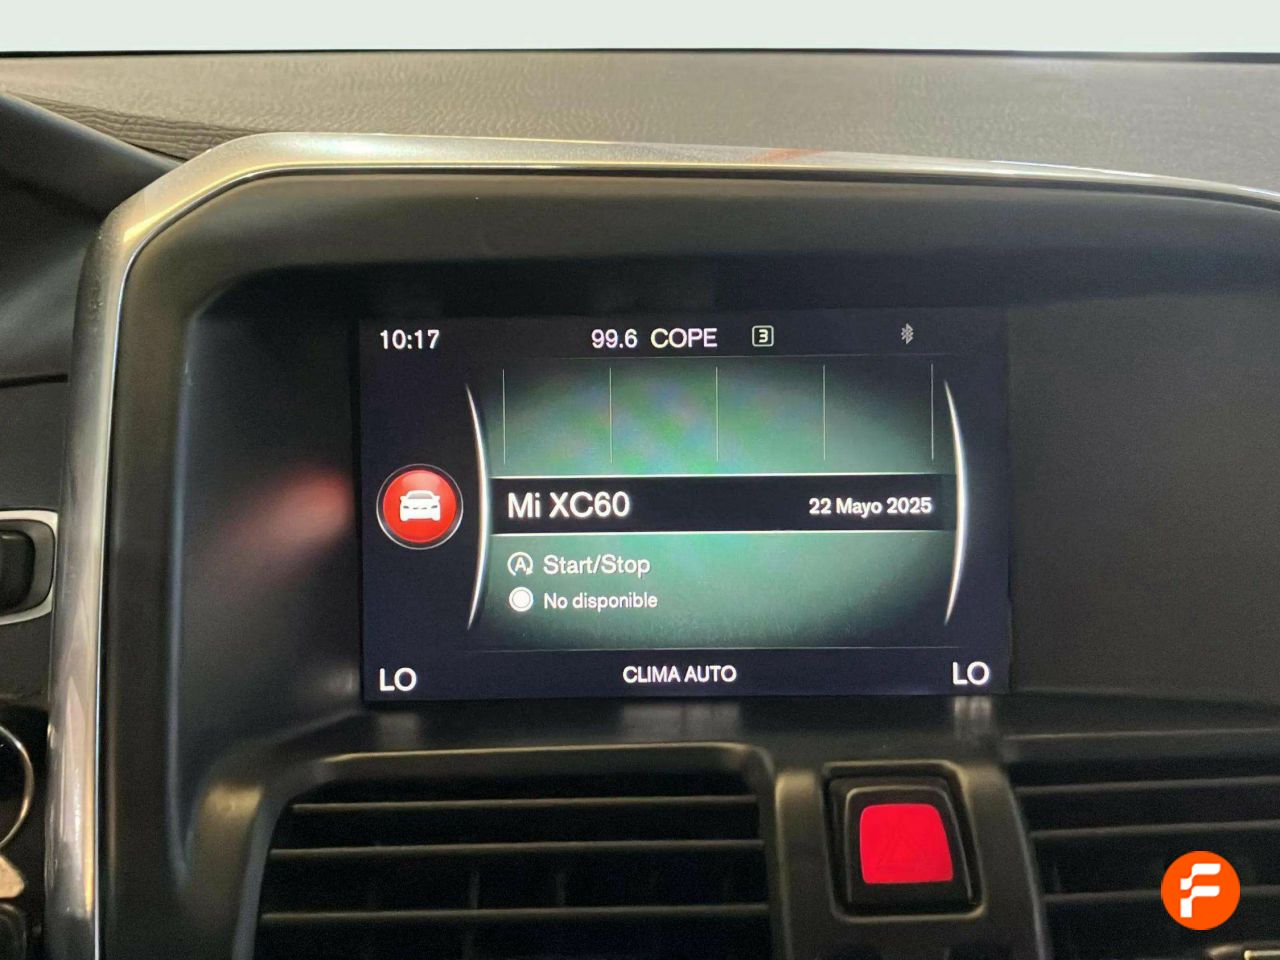 10:17 99.6 COPE 3
Mi XC60 22 Mayo 2025
A Start/Stop
No disponible
LO CLIMA AUTO LO